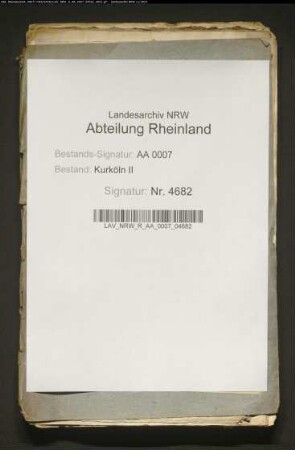 Landesarchiv NRW
Abteilung Rheinland
Bestands-Signatur: AA 0007
Bestand: Kurköln II
Signatur: Nr. 4682
LAV_NRW_R_AA_0007_04682